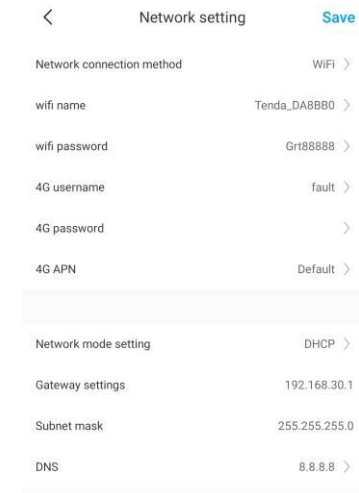 Network setting Save
Network connection method WiFi
wifi name Tenda_DA8BB0
wifi password Grt88888
4G username fault
4G password
4G APN Default
Network mode setting DHCP
Gateway settings 192.168.30.1
Subnet mask 255.255.255.0
DNS 8.8.8.8